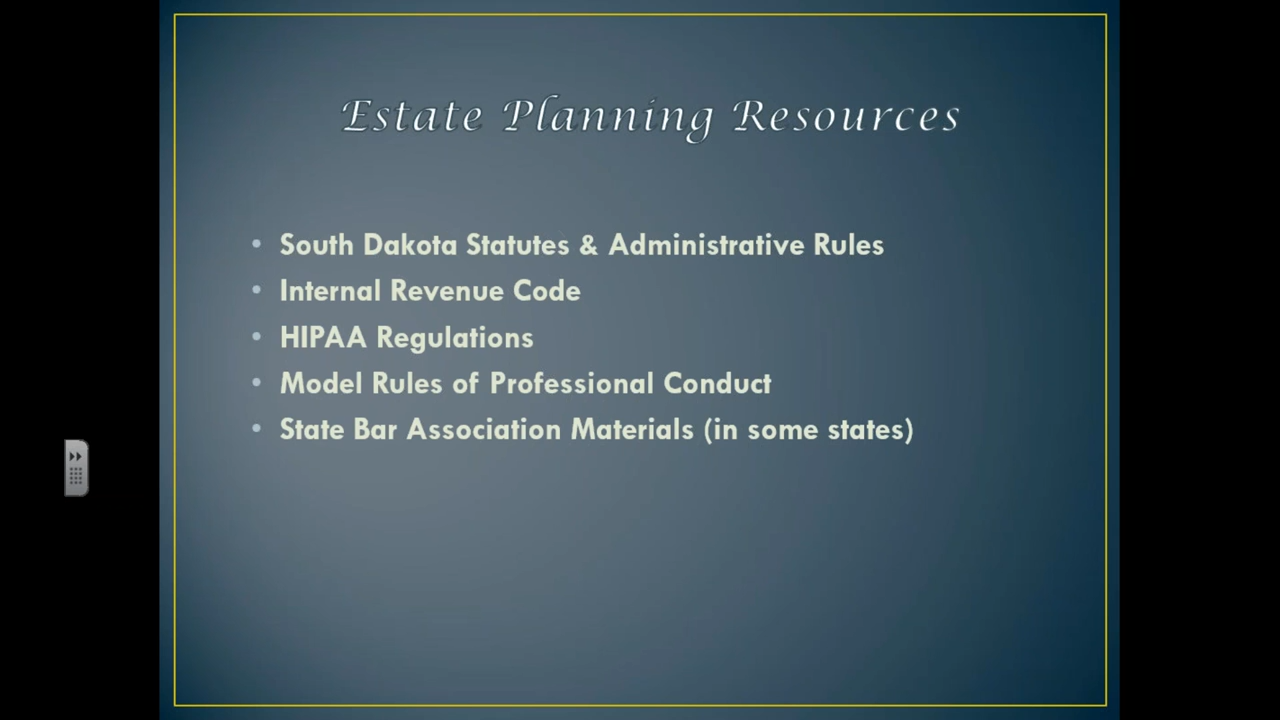 Estate Planning Resources
• South Dakota Statutes & Administrative Rules
• Internal Revenue Code
• HIPAA Regulations
• Model Rules of Professional Conduct
• State Bar Association Materials (in some states)